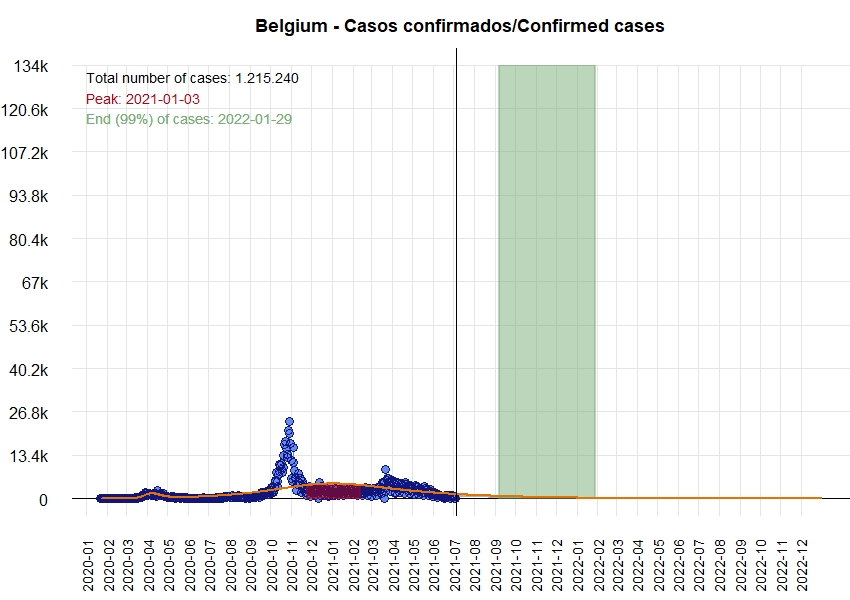 Belgium - Casos confirmados/Confirmed cases
134k
Total number of cases: 1.215.240
Peak: 2021-01-03
End (99%) of cases: 2022-01-29
120.6k
107.2k
93.8k
80.4k
67k
53.6k
40.2k
26.8k
13.4k
0
2020-01
2020-02
2020-03
2020-04
2020-05
2020-06
2020-07
2020-08
2020-09
2020-10
2020-11
2020-12
2021-01
2021-02
2021-03
2021-04
2021-05
2021-06
2021-07
2021-08
2021-09
2021-10
2021-11
2021-12
2022-01
2022-02
2022-03
2022-04
2022-05
2022-06
2022-07
2022-08
2022-09
2022-10
2022-11
2022-12